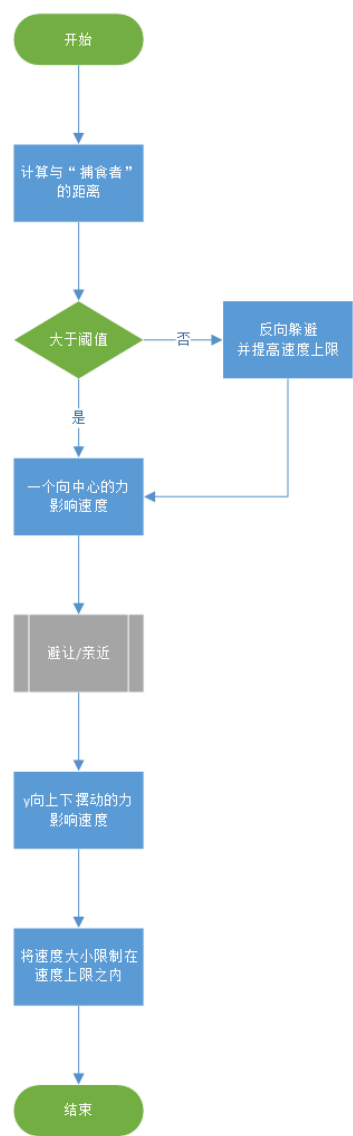 开始
计算与“捕食者”
的距离
大于阈值
否
反向躲避
并提高速度上限
是
一个向中心的力
影响速度
避让/亲近
y向上下摆动的力
影响速度
将速度大小限制在
速度上限之内
结束